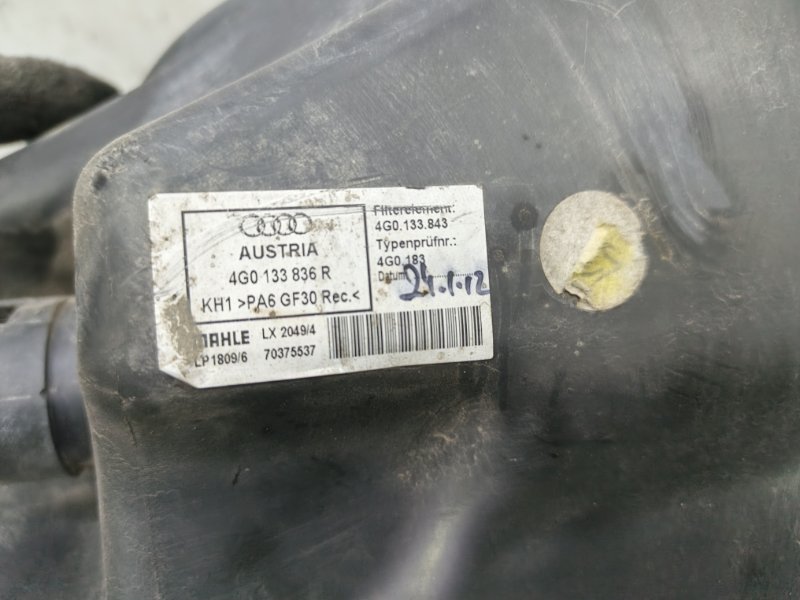 AUSTRIA
4G0 133 836 R
KH1 >PA6 GF30 Rec.<
Filterelement:
4G0.133.843
Typenprüfnr.:
4G0.183
Datum
24.1.12
MAHLE LX 2049/4
LP1809/6 70375537